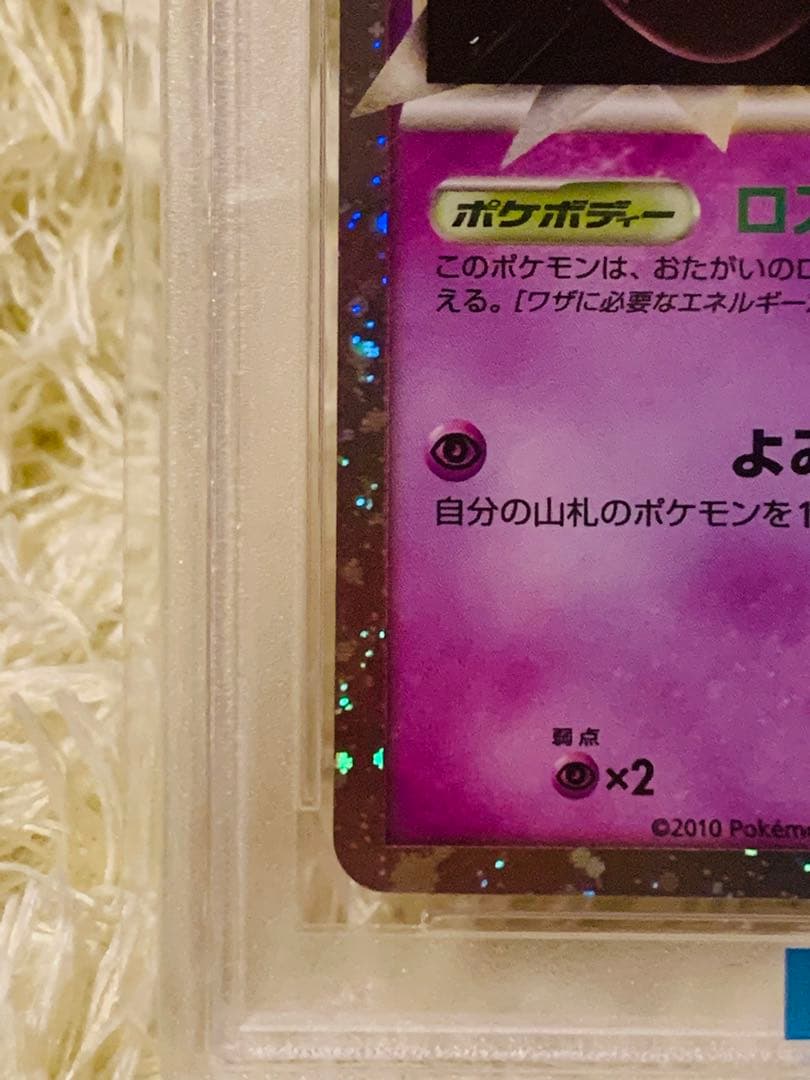 ポケボディー ロス
このポケモンは、おたがいのロ
える。[ワザに必要なエネルギー
よみ
自分の山札のポケモンを1
弱点
×2
©2010 Pokém